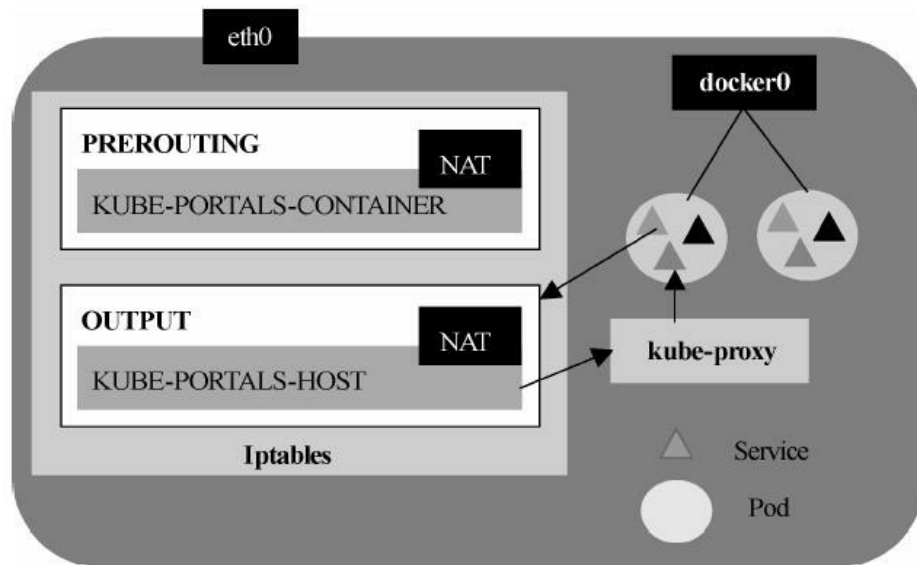 eth0
docker0
PREROUTING
NAT
KUBE-PORTALS-CONTAINER
OUTPUT
NAT
KUBE-PORTALS-HOST
kube-proxy
Iptables
Service
Pod